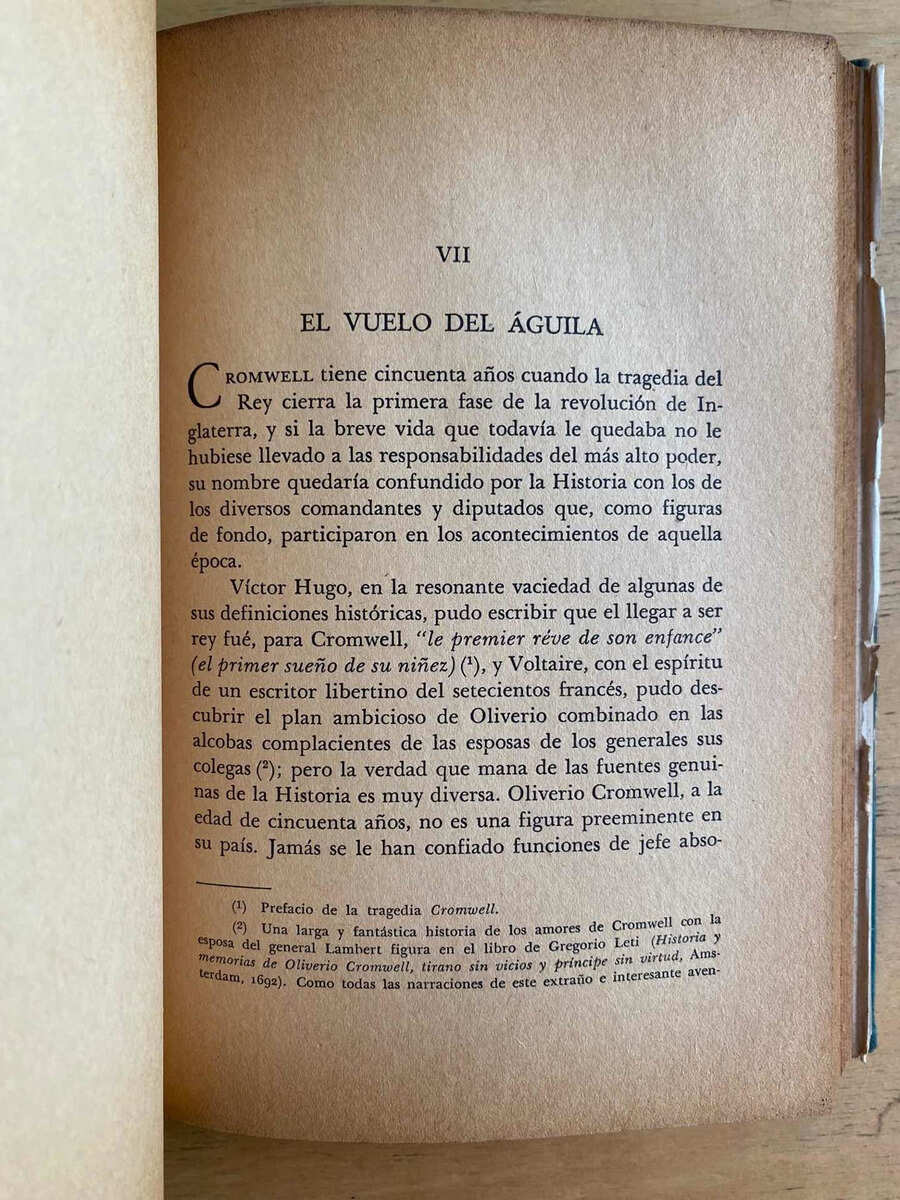 VII
EL VUELO DEL ÁGUILA
CROMWELL tiene cincuenta años cuando la tragedia del
Rey cierra la primera fase de la revolución de In-
glaterra, y si la breve vida que todavía le quedaba no le
hubiese llevado a las responsabilidades del más alto poder,
su nombre quedaría confundido por la Historia con los de
los diversos comandantes y diputados que, como figuras
de fondo, participaron en los acontecimientos de aquella
época.
Víctor Hugo, en la resonante vaciedad de algunas de
sus definiciones históricas, pudo escribir que el llegar a ser
rey fué, para Cromwell, "le premier réve de son enfance"
(el primer sueño de su niñez) (¹), y Voltaire, con el espíritu
de un escritor libertino del setecientos francés, pudo des-
cubrir el plan ambicioso de Oliverio combinado en las
alcobas complacientes de las esposas de los generales sus
colegas (²); pero la verdad que mana de las fuentes genui-
nas de la Historia es muy diversa. Oliverio Cromwell, a la
edad de cincuenta años, no es una figura preeminente en
su país. Jamás se le han confiado funciones de jefe abso-
(¹) Prefacio de la tragedia Cromwell.
(²) Una larga y fantástica historia de los amores de Cromwell con la
esposa del general Lambert figura en el libro de Gregorio Leti (Historia y
memorias de Oliverio Cromwell, tirano sin vicios y príncipe sin virtud, Ams-
terdam, 1692). Como todas las narraciones de este extraño e interesante aven-